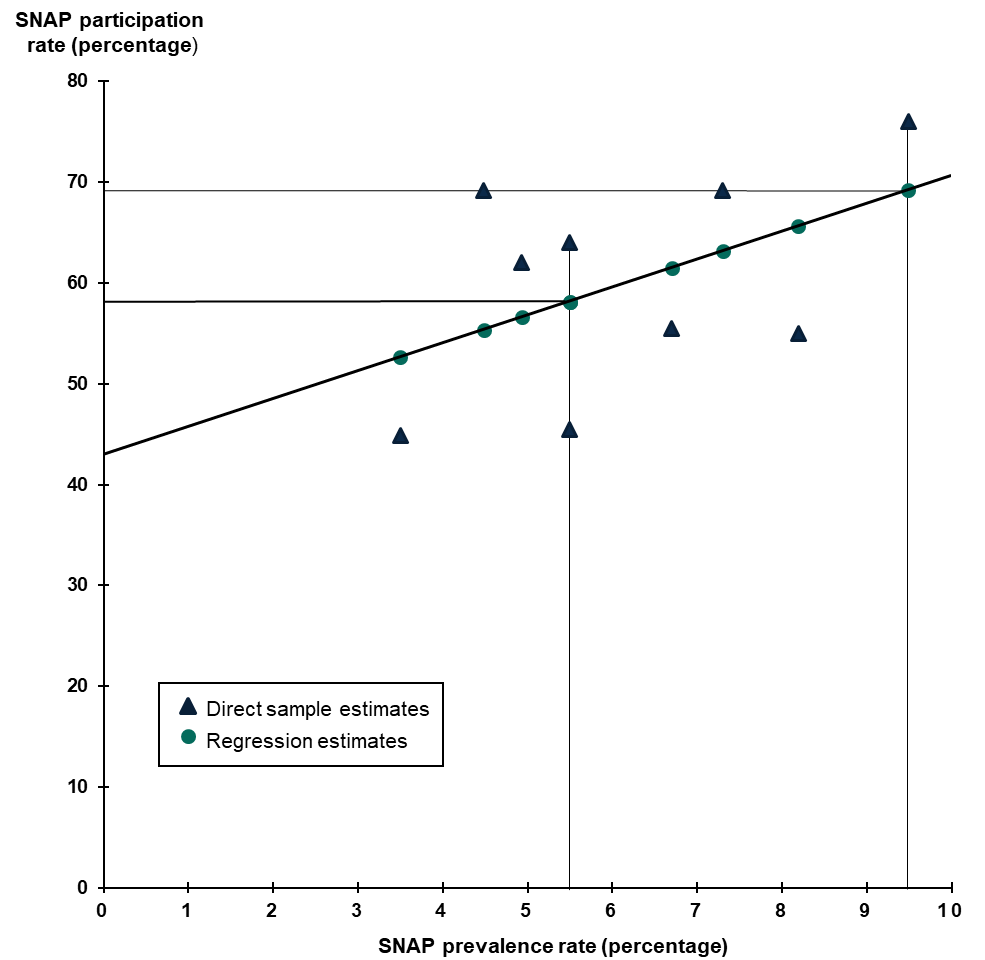 SNAP participation
rate (percentage)
80
70
60
50
40
30
20
10
0
Direct sample estimates
Regression estimates
0 1 2 3 4 5 6 7 8 9 10
SNAP prevalence rate (percentage)